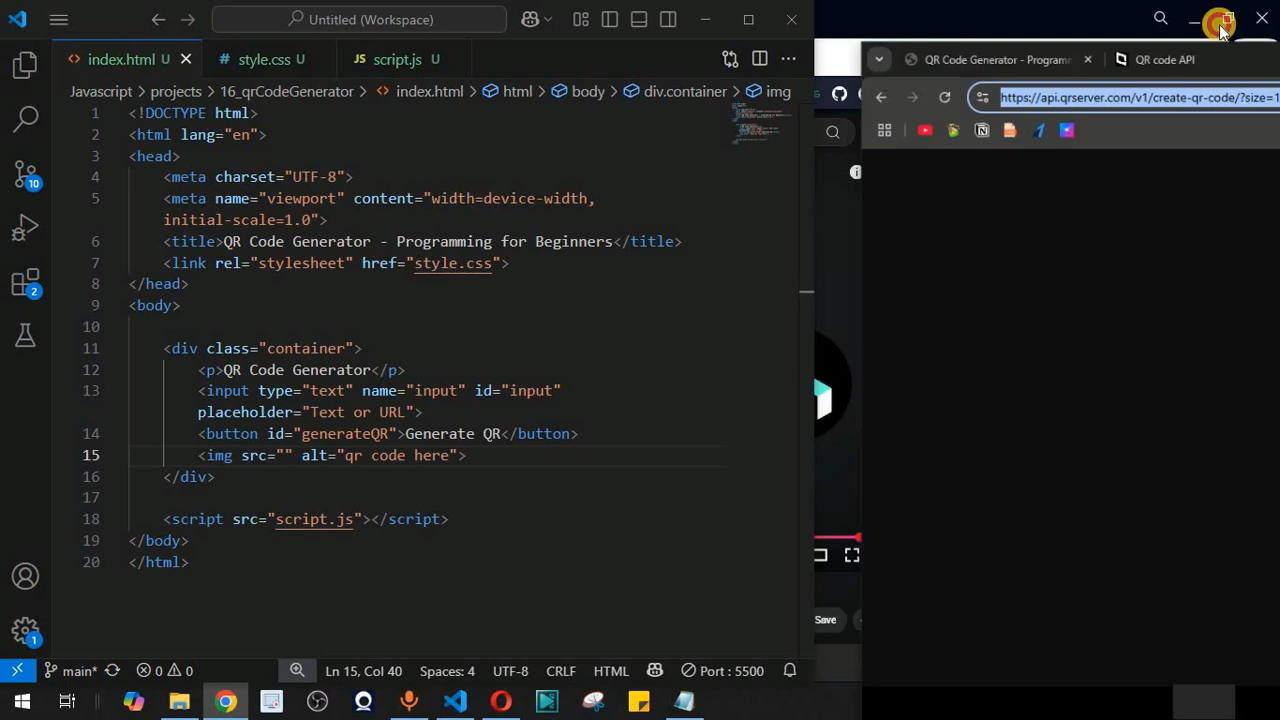 Untitled (Workspace)
index.html U
style.css U
JS script.js U
Javascript > projects > 16_qrCodeGenerator > index.html > html > body > div.container > img
1 <!DOCTYPE html>
2 <html lang="en">
3 <head>
4 <meta charset="UTF-8">
5 <meta name="viewport" content="width=device-width,
initial-scale=1.0">
6 <title>QR Code Generator - Programming for Beginners</title>
7 <link rel="stylesheet" href="style.css">
8 </head>
9 <body>
10
11 <div class="container">
12 <p>QR Code Generator</p>
13 <input type="text" name="input" id="input"
placeholder="Text or URL">
14 <button id="generateQR">Generate QR</button>
15 <img src="" alt="qr code here">
16 </div>
17
18 <script src="script.js"></script>
19 </body>
20 </html>
10
2
1
main*
0
0
Ln 15, Col 40
Spaces: 4
UTF-8
CRLF
HTML
Port : 5500
QR Code Generator - Programm
QR code API
https://api.qrserver.com/v1/create-qr-code/?size=1
Save